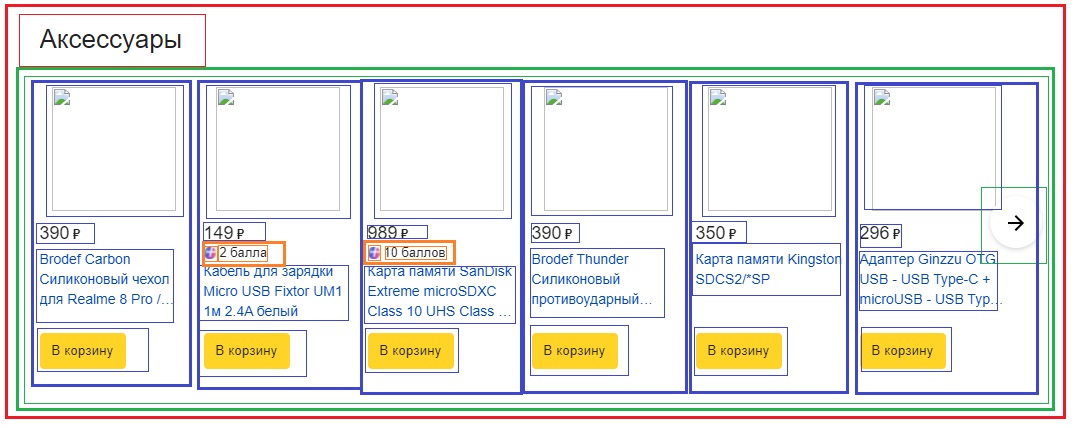 Аксессуары
390 ₽
Brodef Carbon
Силиконовый чехол
для Realme 8 Pro /...
В корзину
149 ₽
2 балла
Кабель для зарядки
Micro USB Fixtor UM1
1м 2.4A белый
В корзину
989 ₽
10 баллов
Карта памяти SanDisk
Extreme microSDXC
Class 10 UHS Class ...
В корзину
390 ₽
Brodef Thunder
Силиконовый
противоударный...
В корзину
350 ₽
Карта памяти Kingston
SDCS2/*SP
В корзину
296 ₽
Адаптер Ginzzu OTG
USB - USB Type-C +
microUSB - USB Typ...
В корзину